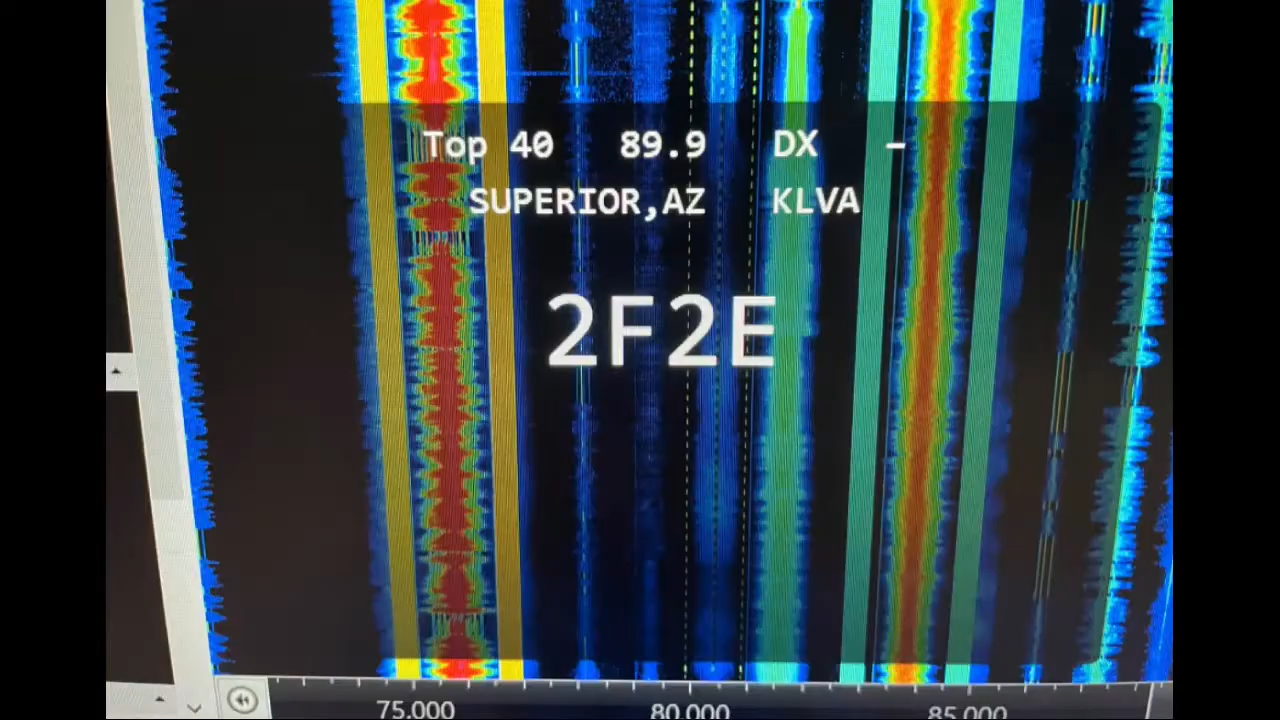 Top 40 89.9 DX –
SUPERIOR,AZ KLVA
2F2E
75,000 80,000 85,000